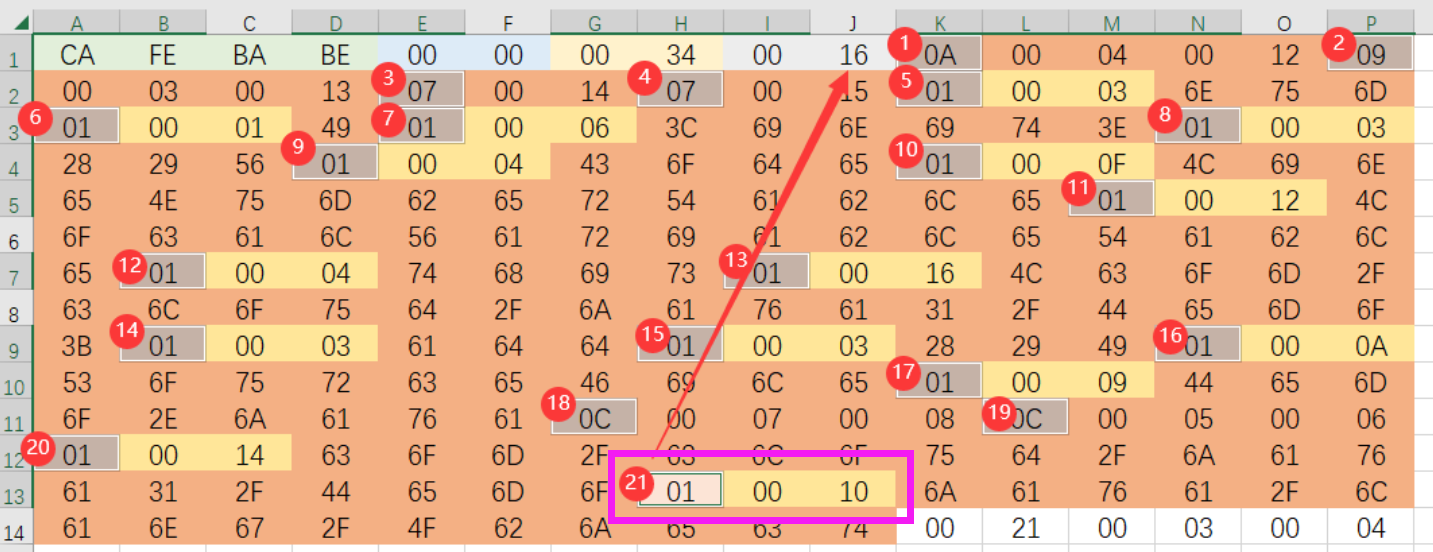 A B C D E F G H I J K L M N O P
1 CA FE BA BE 00 00 00 34 00 16 1 0A 00 04 00 12 2 09
2 00 03 00 13 3 07 00 14 4 07 00 15 5 01 00 03 6E 75 6D
3 6 01 00 01 49 7 01 00 06 3C 69 6E 69 74 3E 8 01 00 03
4 28 29 56 9 01 00 04 43 6F 64 65 10 01 00 0F 4C 69 6E
5 65 4E 75 6D 62 65 72 54 61 62 6C 65 11 01 00 12 4C
6 6F 63 61 6C 56 61 72 69 61 62 6C 65 54 61 62 6C
7 65 12 01 00 04 74 68 69 73 13 01 00 16 4C 63 6F 6D 2F
8 63 6C 6F 75 64 2F 6A 61 76 61 31 2F 44 65 6D 6F
9 3B 14 01 00 03 61 64 64 15 01 00 03 28 29 49 16 01 00 0A
10 53 6F 75 72 63 65 46 69 6C 65 17 01 00 09 44 65 6D
11 6F 2E 6A 61 76 61 18 0C 00 07 00 08 19 0C 00 05 00 06
12 20 01 00 14 63 6F 6D 2F 63 6C 6F 75 64 2F 6A 61 76
13 61 31 2F 44 65 6D 6F 21 01 00 10 6A 61 76 61 2F 6C
14 61 6E 67 2F 4F 62 6A 65 63 74 00 21 00 03 00 04